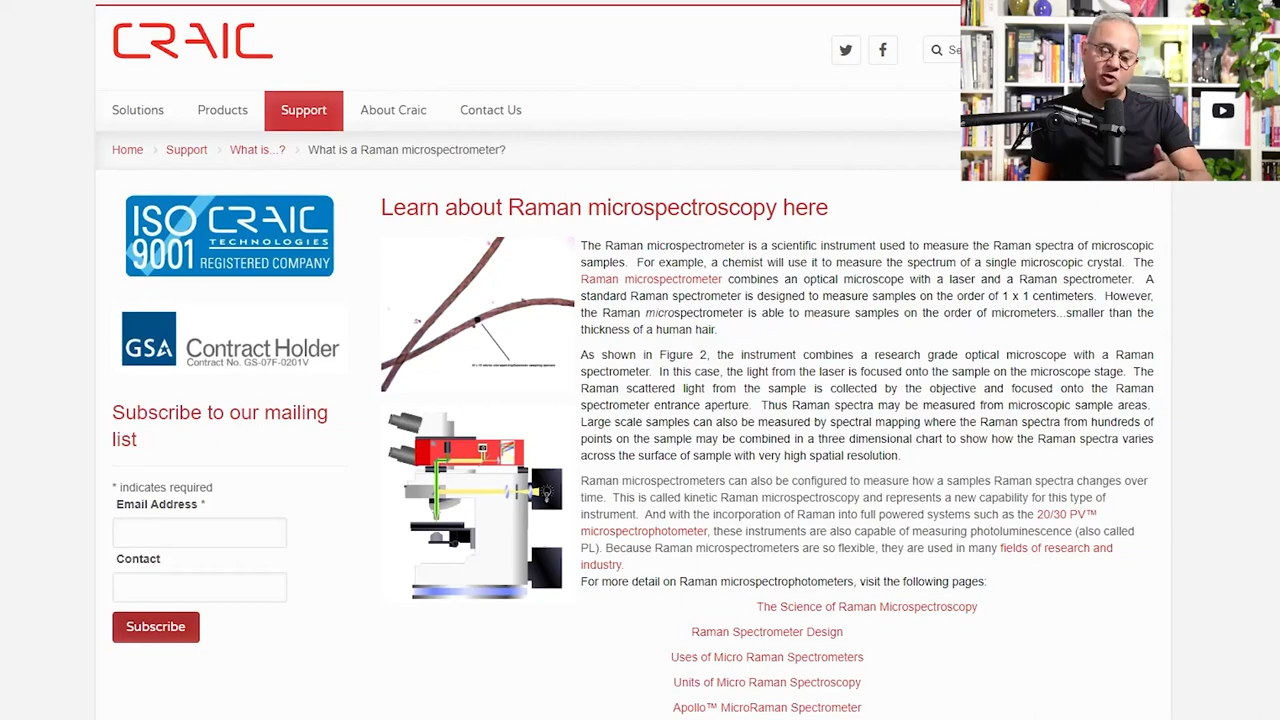 CRAIC
Se
Solutions Products Support About Craic Contact Us
Home Support What is...? What is a Raman microspectrometer?
ISO CRAIC
TECHNOLOGIES
9001 REGISTERED COMPANY
GSA Contract Holder
Contract No. GS-07F-0201V
Subscribe to our mailing
list
* indicates required
Email Address *
Contact
Subscribe
Learn about Raman microspectroscopy here
The Raman microspectrometer is a scientific instrument used to measure the Raman spectra of microscopic
samples. For example, a chemist will use it to measure the spectrum of a single microscopic crystal. The
Raman microspectrometer combines an optical microscope with a laser and a Raman spectrometer. A
standard Raman spectrometer is designed to measure samples on the order of 1 x 1 centimeters. However,
the Raman microspectrometer is able to measure samples on the order of micrometers...smaller than the
thickness of a human hair.
As shown in Figure 2, the instrument combines a research grade optical microscope with a Raman
spectrometer. In this case, the light from the laser is focused onto the sample on the microscope stage. The
Raman scattered light from the sample is collected by the objective and focused onto the Raman
spectrometer entrance aperture. Thus Raman spectra may be measured from microscopic sample areas.
Large scale samples can also be measured by spectral mapping where the Raman spectra from hundreds of
points on the sample may be combined in a three dimensional chart to show how the Raman spectra varies
across the surface of sample with very high spatial resolution.
Raman microspectrometers can also be configured to measure how a samples Raman spectra changes over
time. This is called kinetic Raman microspectroscopy and represents a new capability for this type of
instrument. And with the incorporation of Raman into full powered systems such as the 20/30 PV™
microspectrophotometer, these instruments are also capable of measuring photoluminescence (also called
PL). Because Raman microspectrometers are so flexible, they are used in many fields of research and
industry.
For more detail on Raman microspectrophotometers, visit the following pages:
The Science of Raman Microspectroscopy
Raman Spectrometer Design
Uses of Micro Raman Spectrometers
Units of Micro Raman Spectroscopy
Apollo™ MicroRaman Spectrometer